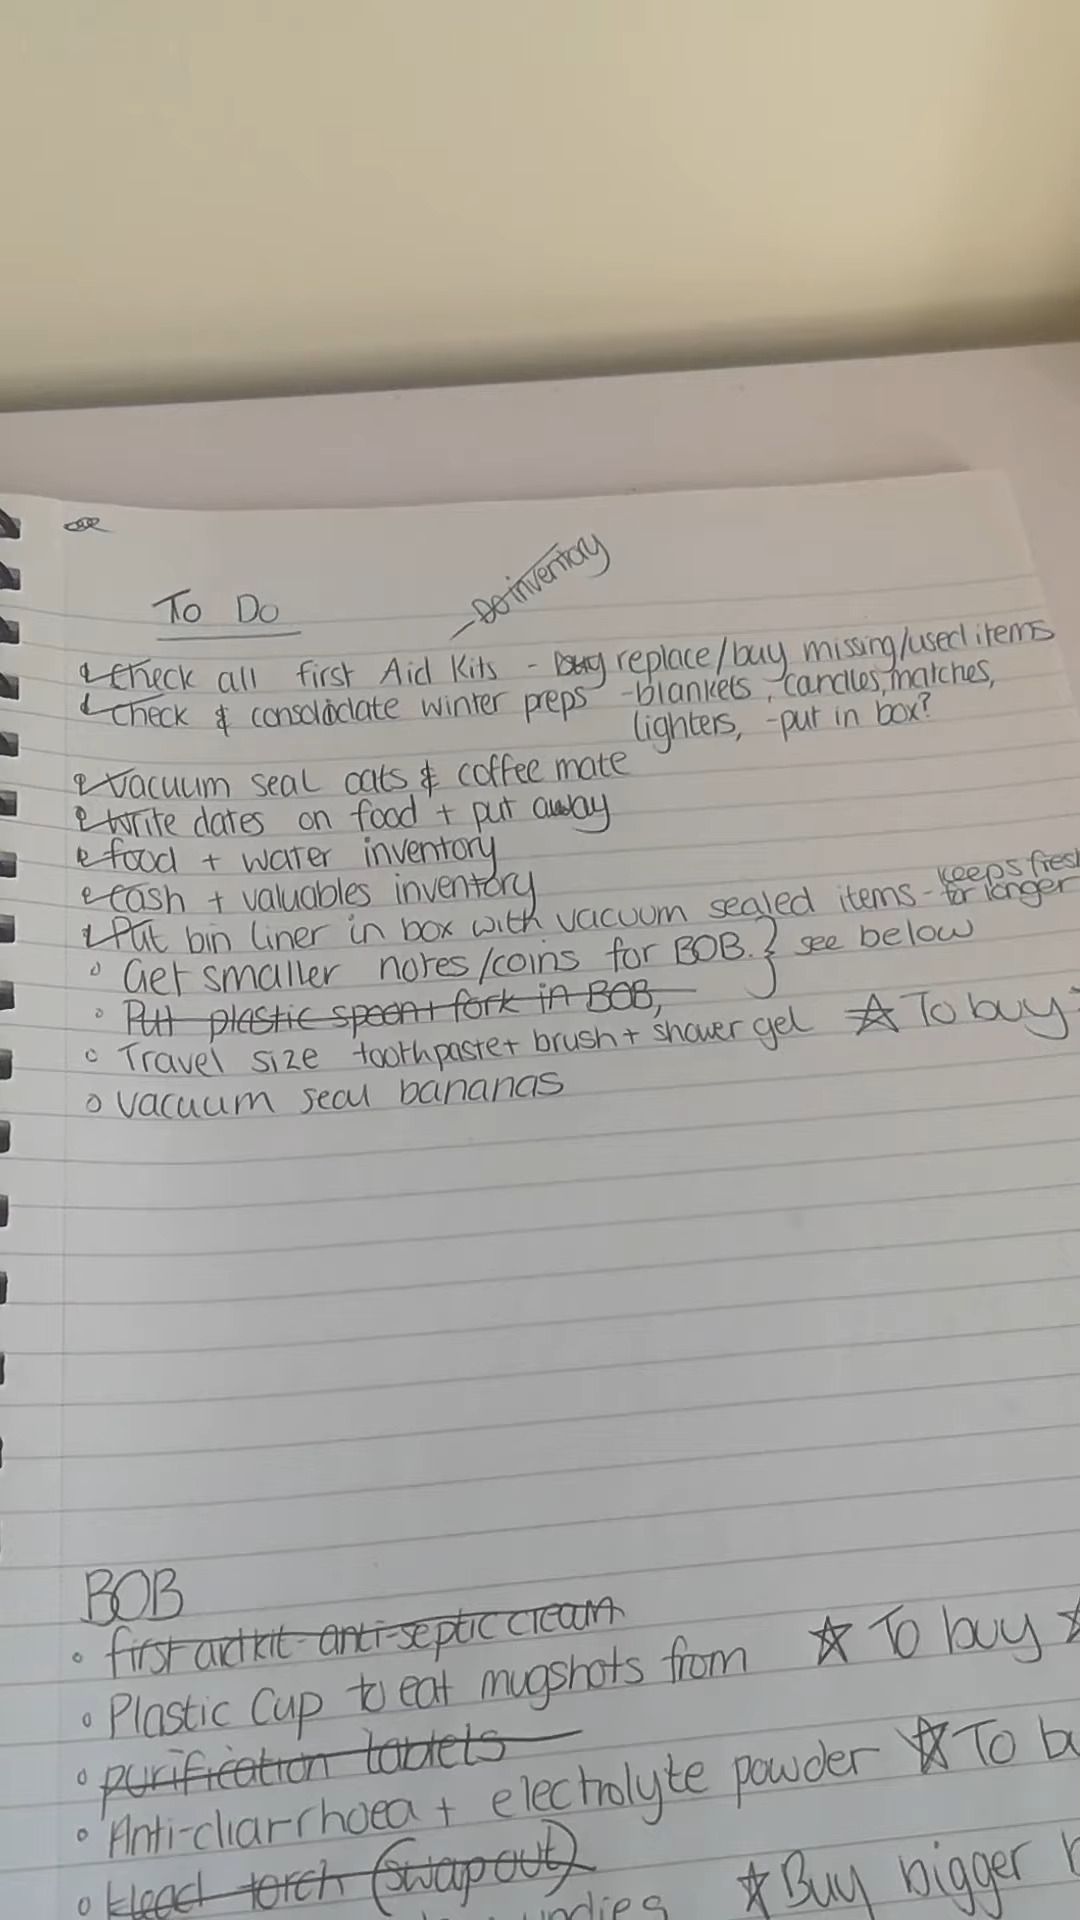 To Do
- Do inventory
Check all first Aid Kits - buy replace/buy missing/used items
Check & consolidate winter preps - blankets, candles, matches,
lighters, - put in box?
Vacuum seal oats & coffee mate
Write dates on food + put away
food + water inventory
Cash + valuables inventory
Put bin liner in box with vacuum sealed items - keeps fresh
for longer
Get smaller notes/coins for BOB. } see below
Put plastic spoon + fork in BOB,
Travel size toothpaste + brush + shower gel ☆ To buy
Vacuum seal bananas
BOB
first aid kit - anti-septic cream
Plastic Cup to eat mugshots from ☆ To buy ☆
purification tablets
Anti-diarrhoea + electrolyte powder ☆ To bu
Head torch (swap out)
undies ☆ Buy bigger